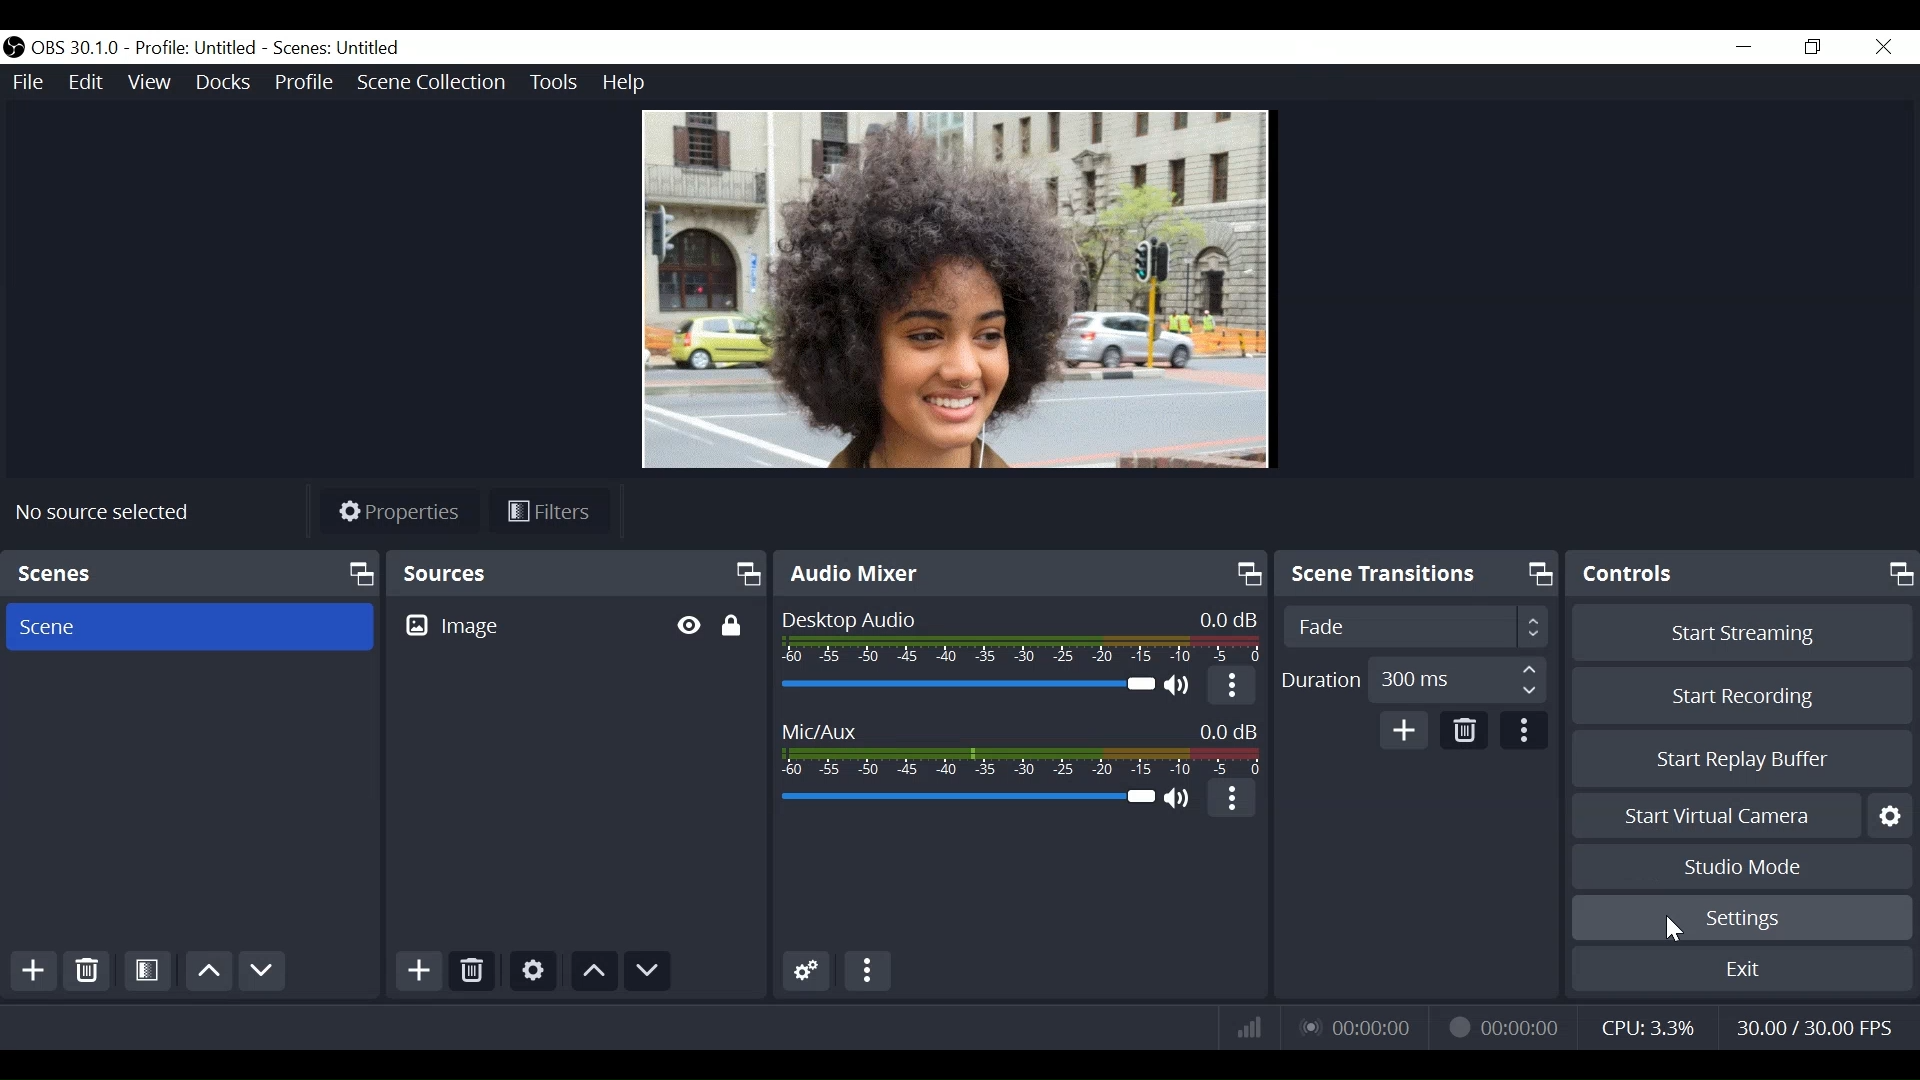 OBS 30.1.0 - Profile: Untitled - Scenes: Untitled
File Edit View Docks Profile Scene Collection Tools Help
No source selected
Properties
Filters
Scenes
Scene
Sources
Image
Audio Mixer
Desktop Audio 0.0 dB
-60 -55 -50 -45 -40 -35 -30 -25 -20 -15 -10 -5 0
Mic/Aux 0.0 dB
-60 -55 -50 -45 -40 -35 -30 -25 -20 -15 -10 -5 0
Scene Transitions
Fade
Duration 300 ms
Controls
Start Streaming
Start Recording
Start Replay Buffer
Start Virtual Camera
Studio Mode
Settings
Exit
00:00:00 00:00:00 CPU: 3.3% 30.00 / 30.00 FPS